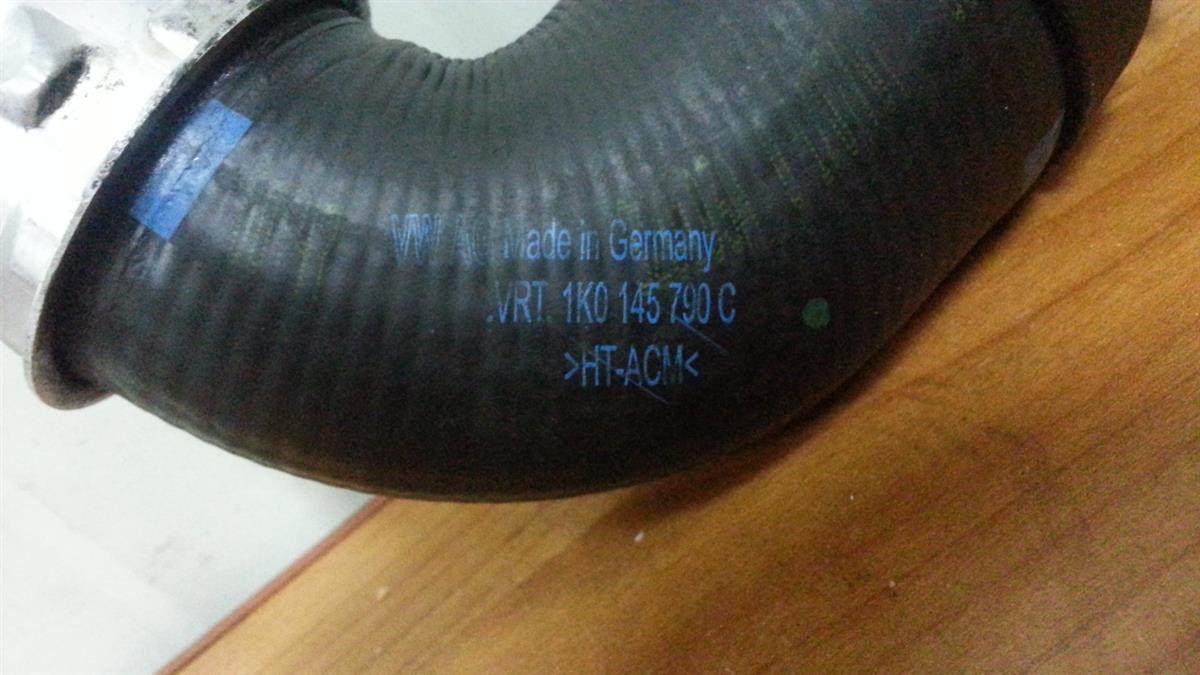 VW AG Made in Germany
.VRT. 1K0 145 790 C
>HT-ACM<